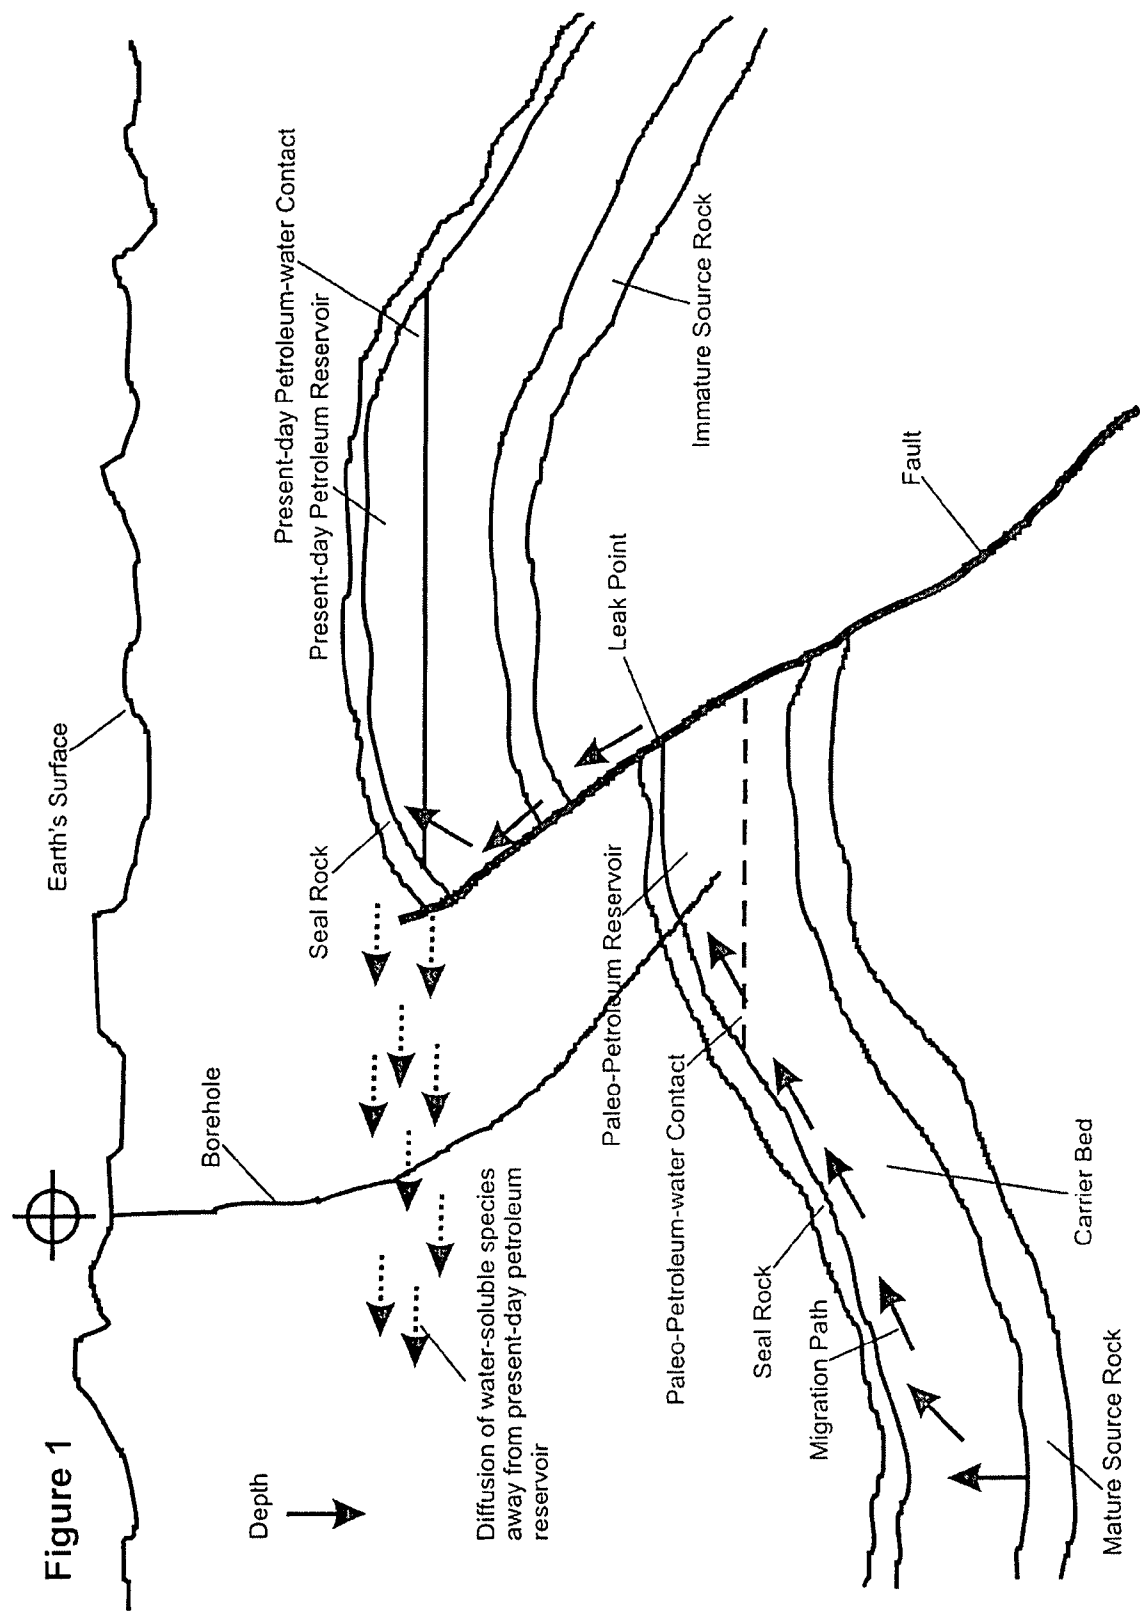 Figure 1
Earth's Surface
Depth
Borehole
Present-day Petroleum-water Contact
Present-day Petroleum Reservoir
Seal Rock
Diffusion of water-soluble species
away from present-day petroleum
reservoir
Leak Point
Immature Source Rock
Paleo-Petroleum Reservoir
Paleo-Petroleum-water Contact
Fault
Seal Rock
Migration Path
Carrier Bed
Mature Source Rock